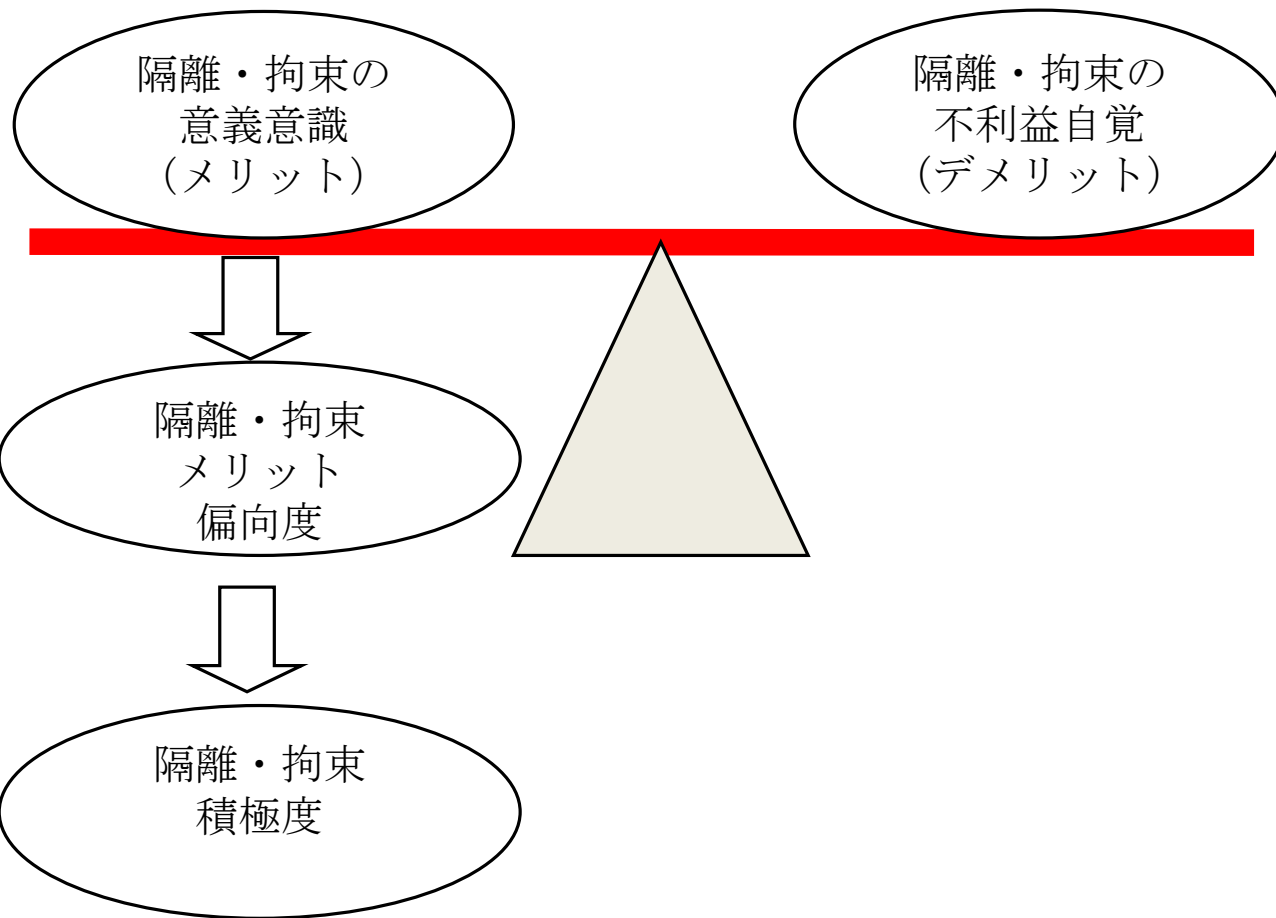 隔離・拘束の
意義意識
（メリット）
隔離・拘束の
不利益自覚
（デメリット）
隔離・拘束
メリット
偏向度
隔離・拘束
積極度